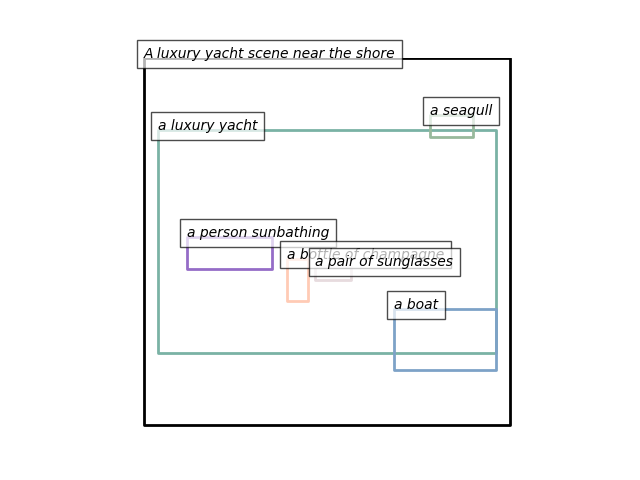 A luxury yacht scene near the shore
a seagull
a luxury yacht
a person sunbathing
a bottle of champagne
a pair of sunglasses
a boat